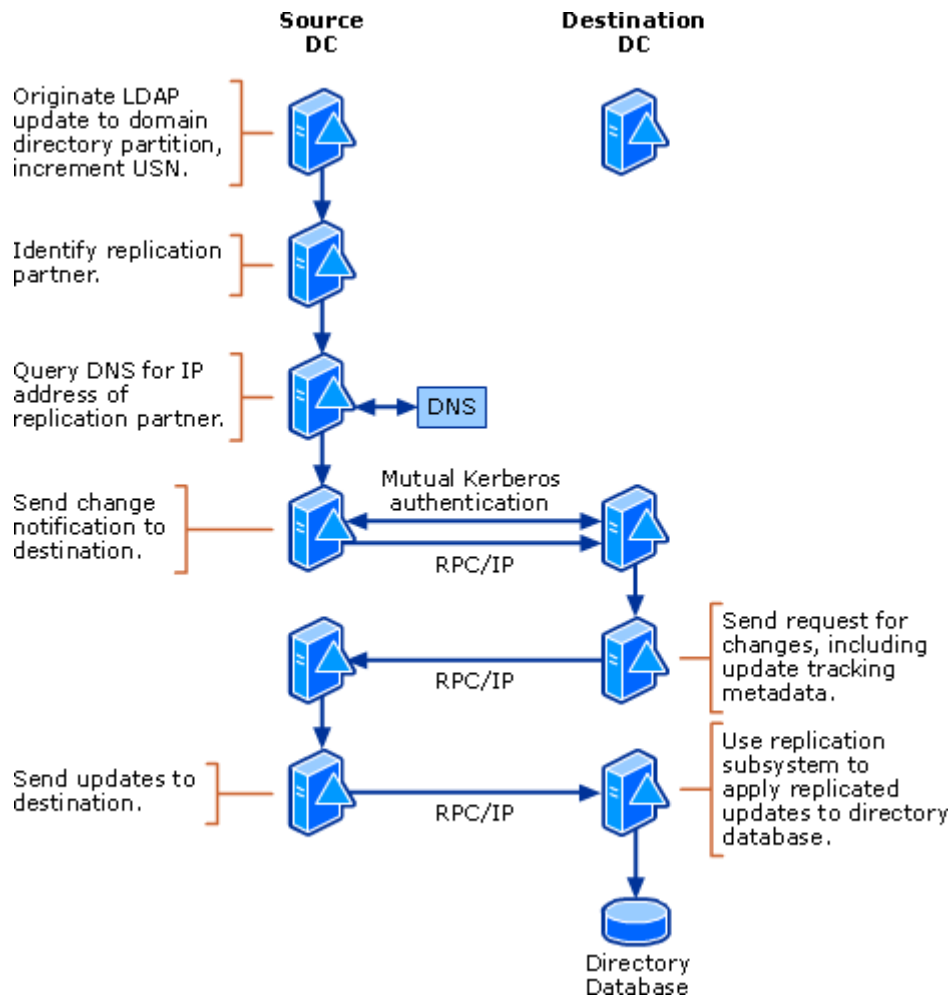 Source
DC
Destination
DC
Originate LDAP
update to domain
directory partition,
increment USN.
Identify replication
partner.
Query DNS for IP
address of
replication partner.
DNS
Send change
notification to
destination.
Mutual Kerberos
authentication
RPC/IP
Send request for
changes, including
update tracking
metadata.
RPC/IP
Send updates to
destination.
RPC/IP
Use replication
subsystem to
apply replicated
updates to directory
database.
Directory
Database